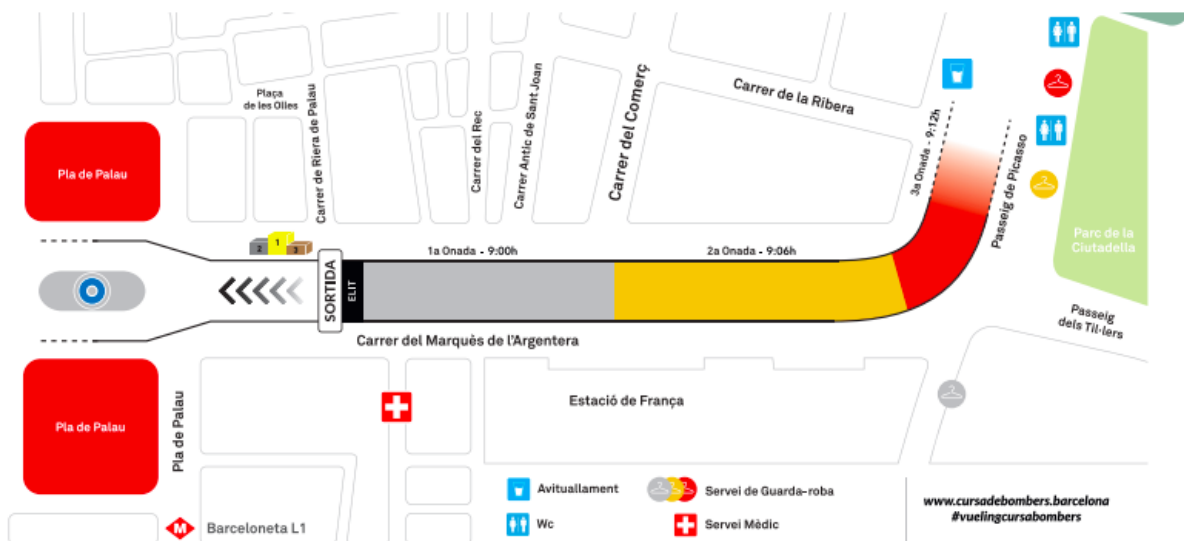 Plaça
de les Olles
Carrer de Riera de Palau
Carrer del Rec
Carrer Antic de Sant Joan
Carrer del Comerç
Carrer de la Ribera
3a Onada - 9:12h
Passeig de Picasso
Pla de Palau
Parc de la
Ciutadella
2
1
3
SORTIDA
ELIT
1a Onada - 9:00h
2a Onada - 9:06h
Passeig
dels Til·lers
Carrer del Marquès de l'Argentera
Pla de Palau
Pla de Palau
Estació de França
Avituallament
Servei de Guarda-roba
Wc
Servei Mèdic
www.cursadebombers.barcelona
#vuelingcursabombers
M
Barceloneta L1